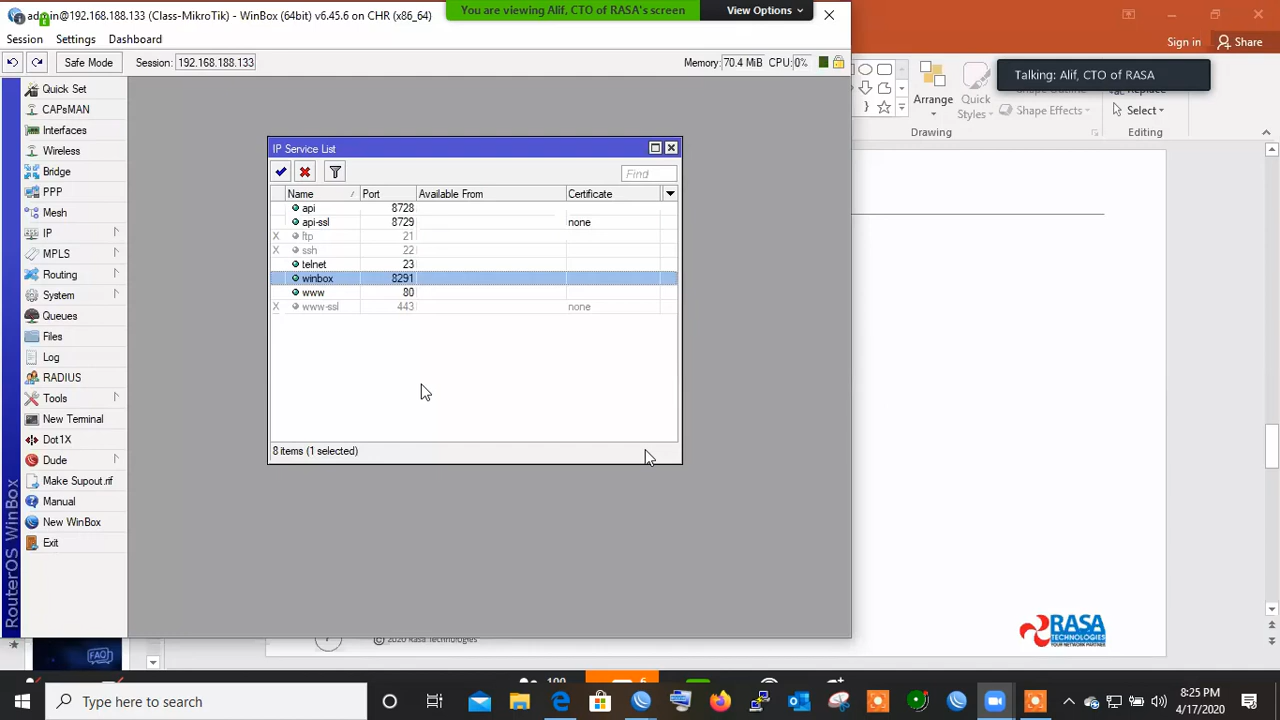 admin@192.168.188.133 (Class-MikroTik) - WinBox (64bit) v6.45.6 on CHR (x86_64)
You are viewing Alif, CTO of RASA's screen
View Options
Sign in
Share
Session
Settings
Dashboard
Safe Mode
Session: 192.168.188.133
Memory: 70.4 MiB CPU: 0%
Talking: Alif, CTO of RASA
Arrange
Quick Styles
Shape Effects
Replace
Select
Drawing
Editing
Quick Set
CAPsMAN
Interfaces
Wireless
Bridge
PPP
Mesh
IP
MPLS
Routing
System
Queues
Files
Log
RADIUS
Tools
New Terminal
Dot1X
Dude
Make Supout.rif
Manual
New WinBox
Exit
RouterOS WinBox
IP Service List
Find
Name Port Available From Certificate
api 8728
api-ssl 8729 none
X ftp 21
X ssh 22
telnet 23
winbox 8291
www 80
X www-ssl 443 none
8 items (1 selected)
© 2020 Rasa Technologies
RASA
TECHNOLOGIES
YOUR NETWORK PARTNER
FAQ
Type here to search
8:25 PM
4/17/2020